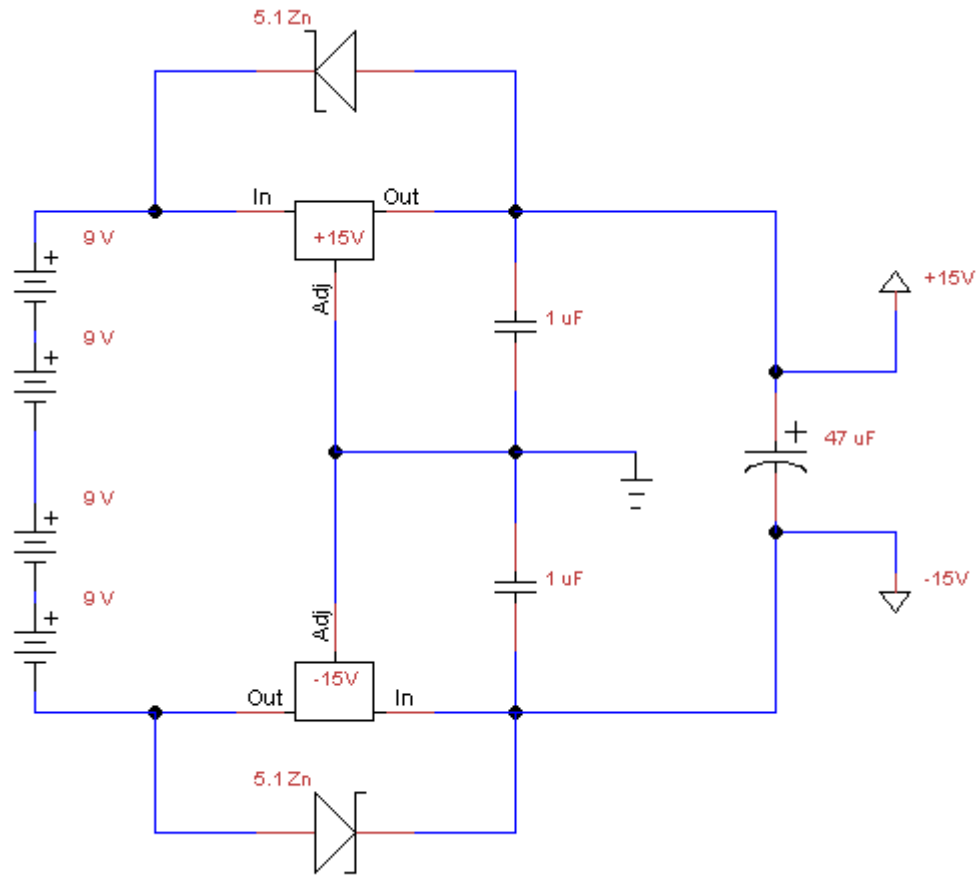 5.1 Zn
In
Out
9 V
+15V
Adj
+15V
9 V
1 uF
47 uF
9 V
9 V
1 uF
-15V
Adj
-15V
Out
In
5.1 Zn